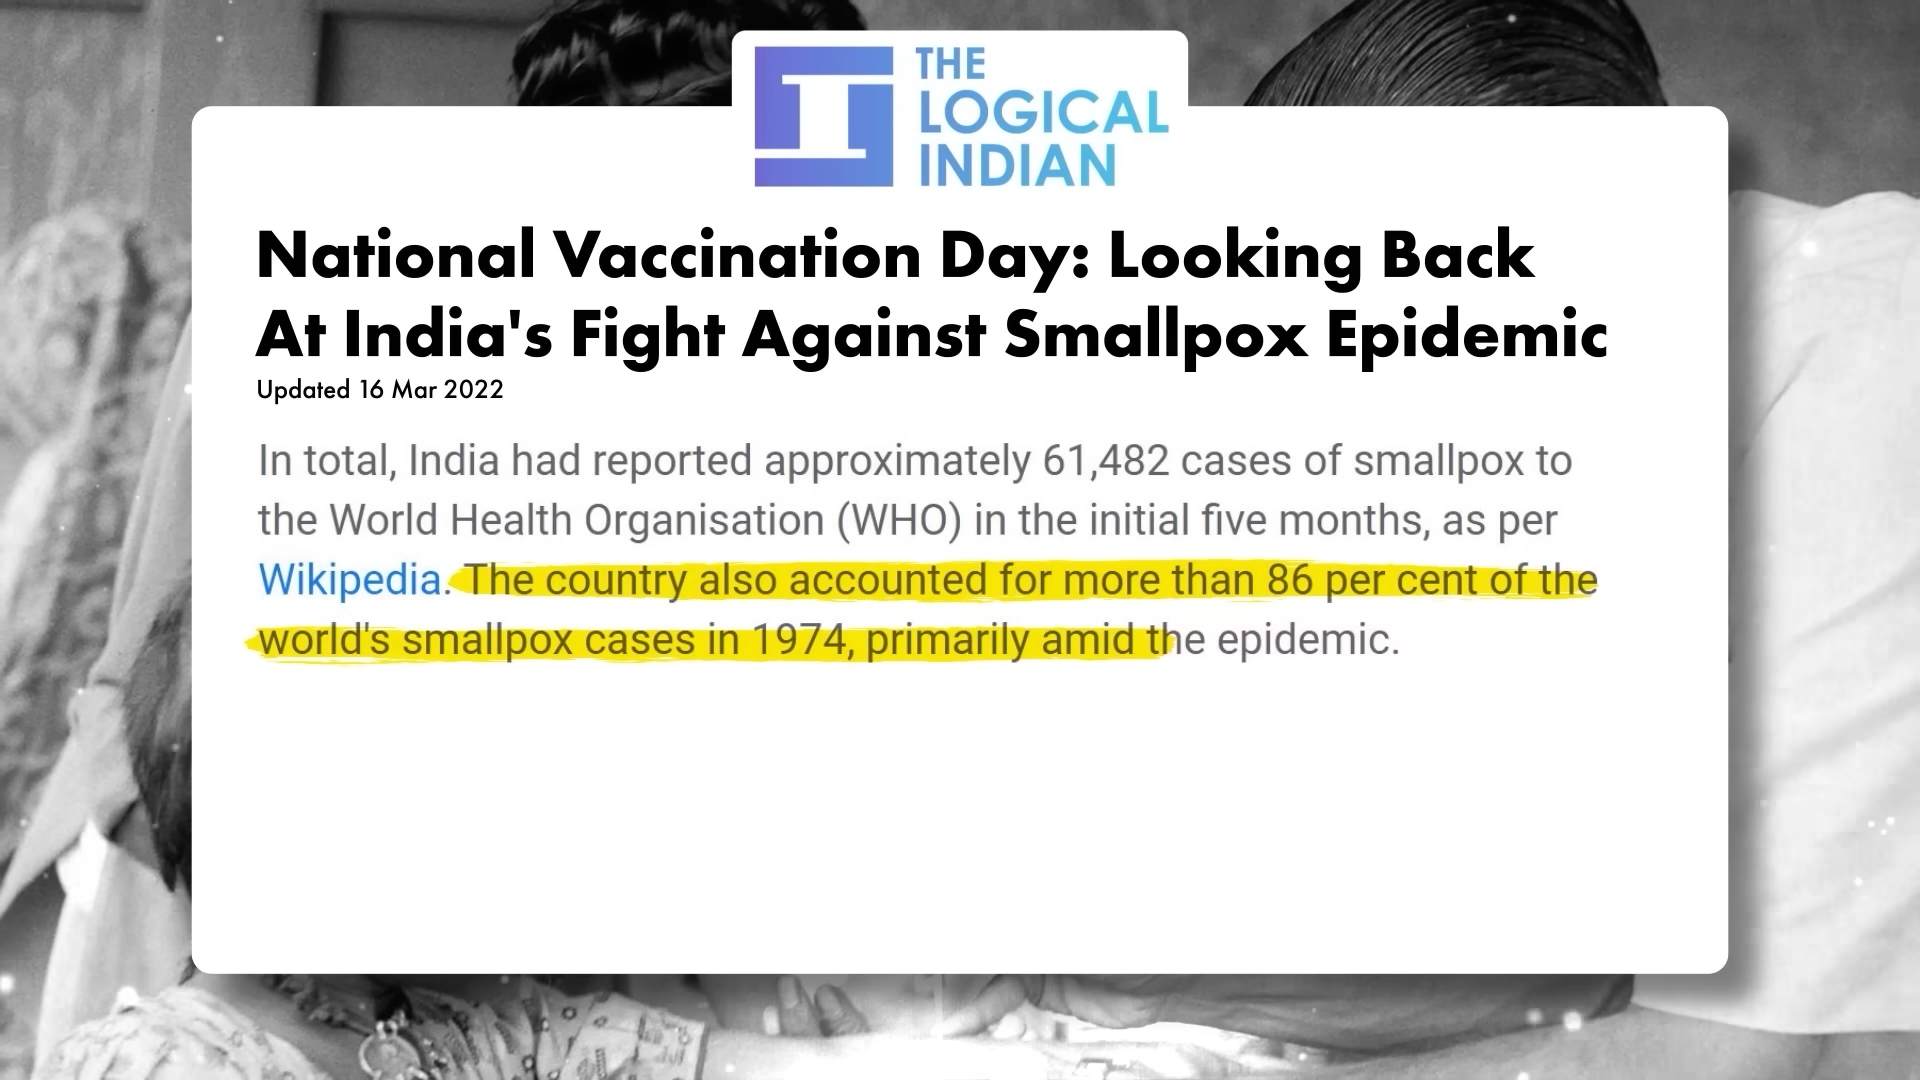 THE
LOGICAL
INDIAN
National Vaccination Day: Looking Back
At India's Fight Against Smallpox Epidemic
Updated 16 Mar 2022
In total, India had reported approximately 61,482 cases of smallpox to
the World Health Organisation (WHO) in the initial five months, as per
Wikipedia. The country also accounted for more than 86 per cent of the
world's smallpox cases in 1974, primarily amid the epidemic.